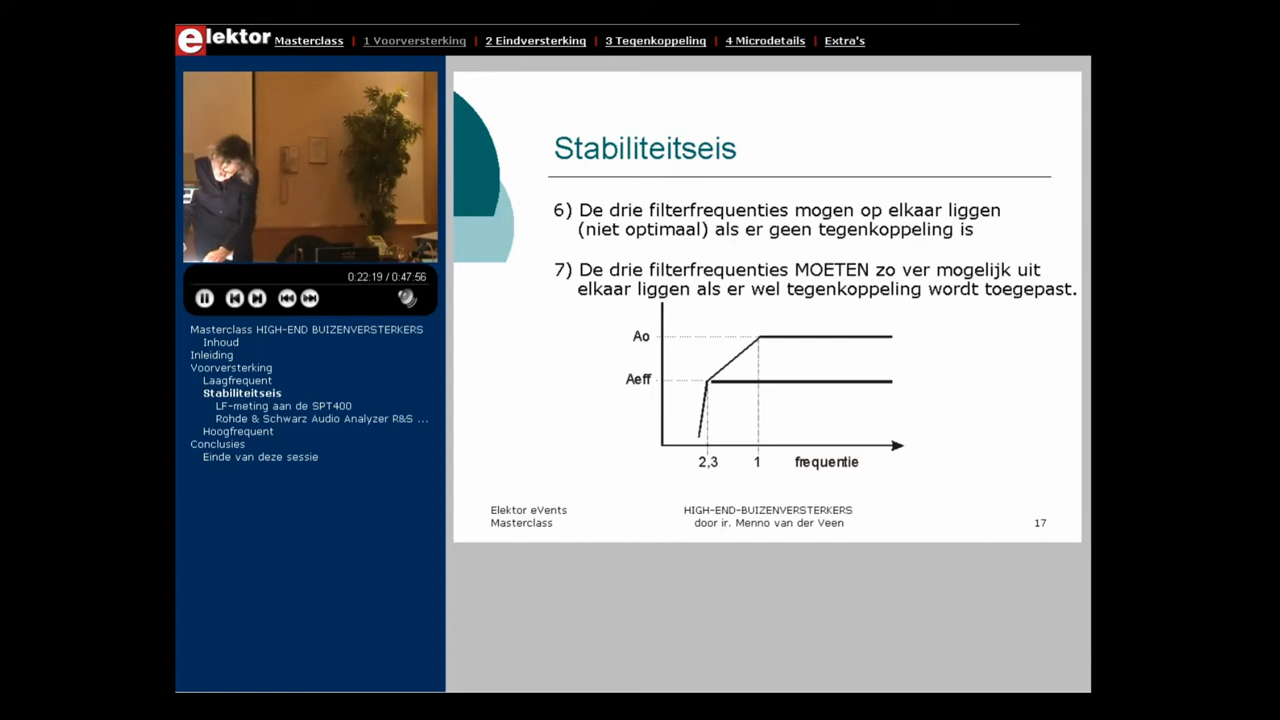 elektor Masterclass | 1 Voorversterking | 2 Eindversterking | 3 Tegenkoppeling | 4 Microdetails | Extra's
0:22:19 / 0:47:56
Masterclass HIGH-END BUIZENVERSTERKERS
Inhoud
Inleiding
Voorversterking
Laagfrequent
Stabiliteitseis
LF-meting aan de SPT400
Rohde & Schwarz Audio Analyzer R&S ...
Hoogfrequent
Conclusies
Einde van deze sessie
Stabiliteitseis
6) De drie filterfrequenties mogen op elkaar liggen
(niet optimaal) als er geen tegenkoppeling is
7) De drie filterfrequenties MOETEN zo ver mogelijk uit
elkaar liggen als er wel tegenkoppeling wordt toegepast.
Ao
Aeff
2,3 1 frequentie
Elektor eVents
Masterclass
HIGH-END-BUIZENVERSTERKERS
door ir. Menno van der Veen
17